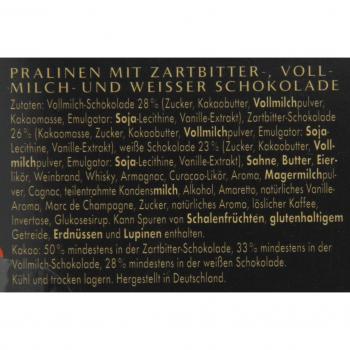 PRALINEN MIT ZARTBITTER-, VOLL-
MILCH- UND WEISSER SCHOKOLADE
Zutaten: Vollmilch-Schokolade 28 % (Zucker, Kakaobutter, Vollmilchpulver,
Kakaomasse, Emulgator: Soja-Lecithine, Vanille-Extrakt), Zartbitter-Schokolade
26 % (Kakaomasse, Zucker, Kakaobutter, Vollmilchpulver, Emulgator: Soja-
Lecithine, Vanille-Extrakt), weiße Schokolade 23 % (Zucker, Kakaobutter, Voll-
milchpulver, Emulgator: Soja-Lecithine, Vanille-Extrakt), Sahne, Butter, Eier-
likör, Weinbrand, Whisky, Armagnac, Curaçao-Likör, Aroma, Magermilchpul-
ver, Cognac, teilentrahmte Kondensmilch, Alkohol, Amaretto, natürliches Vanille-
Aroma, Marc de Champagne, Zucker, natürliches Aroma, löslicher Kaffee,
Invertose, Glukosesirup. Kann Spuren von Schalenfrüchten, glutenhaltigem
Getreide, Erdnüssen und Lupinen enthalten.
Kakao: 50 % mindestens in der Zartbitter-Schokolade, 33 % mindestens in der
Vollmilch-Schokolade, 28 % mindestens in der weißen Schokolade.
Kühl und trocken lagern. Hergestellt in Deutschland.